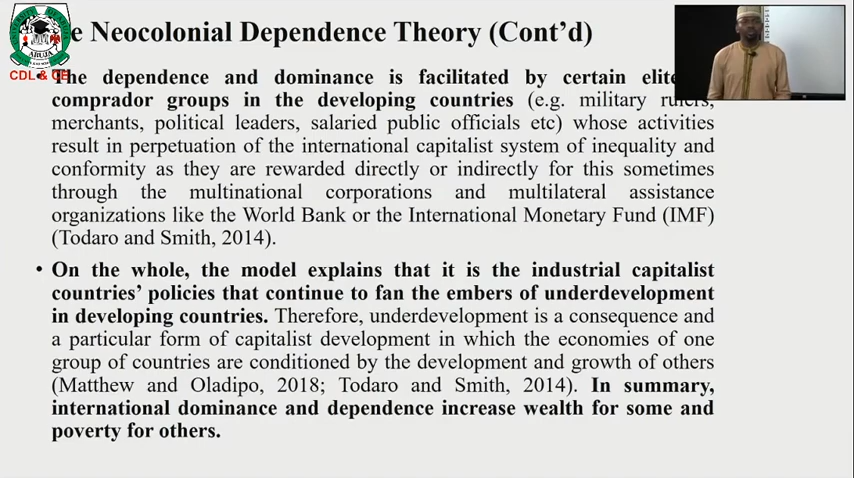 e Neocolonial Dependence Theory (Cont’d)
ABUJA
CDL & CE
• The dependence and dominance is facilitated by certain elite
comprador groups in the developing countries (e.g. military rulers,
merchants, political leaders, salaried public officials etc) whose activities
result in perpetuation of the international capitalist system of inequality and
conformity as they are rewarded directly or indirectly for this sometimes
through the multinational corporations and multilateral assistance
organizations like the World Bank or the International Monetary Fund (IMF)
(Todaro and Smith, 2014).
• On the whole, the model explains that it is the industrial capitalist
countries’ policies that continue to fan the embers of underdevelopment
in developing countries. Therefore, underdevelopment is a consequence and
a particular form of capitalist development in which the economies of one
group of countries are conditioned by the development and growth of others
(Matthew and Oladipo, 2018; Todaro and Smith, 2014). In summary,
international dominance and dependence increase wealth for some and
poverty for others.